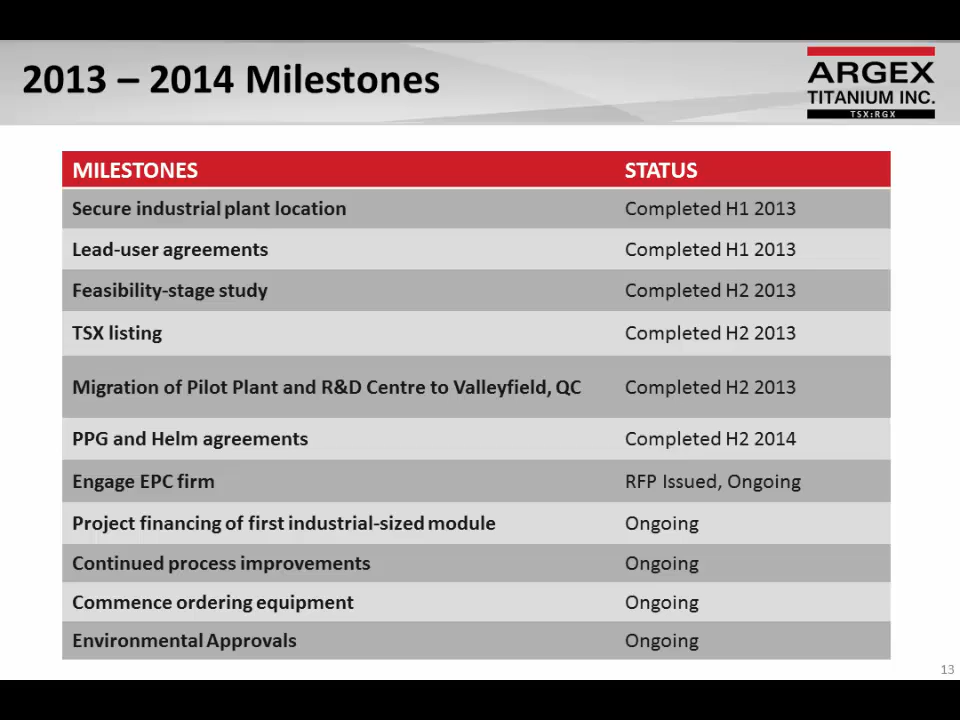 2013 – 2014 Milestones
ARGEX
TITANIUM INC.
TSX:RGX
MILESTONES STATUS
Secure industrial plant location Completed H1 2013
Lead-user agreements Completed H1 2013
Feasibility-stage study Completed H2 2013
TSX listing Completed H2 2013
Migration of Pilot Plant and R&D Centre to Valleyfield, QC Completed H2 2013
PPG and Helm agreements Completed H2 2014
Engage EPC firm RFP Issued, Ongoing
Project financing of first industrial-sized module Ongoing
Continued process improvements Ongoing
Commence ordering equipment Ongoing
Environmental Approvals Ongoing
13